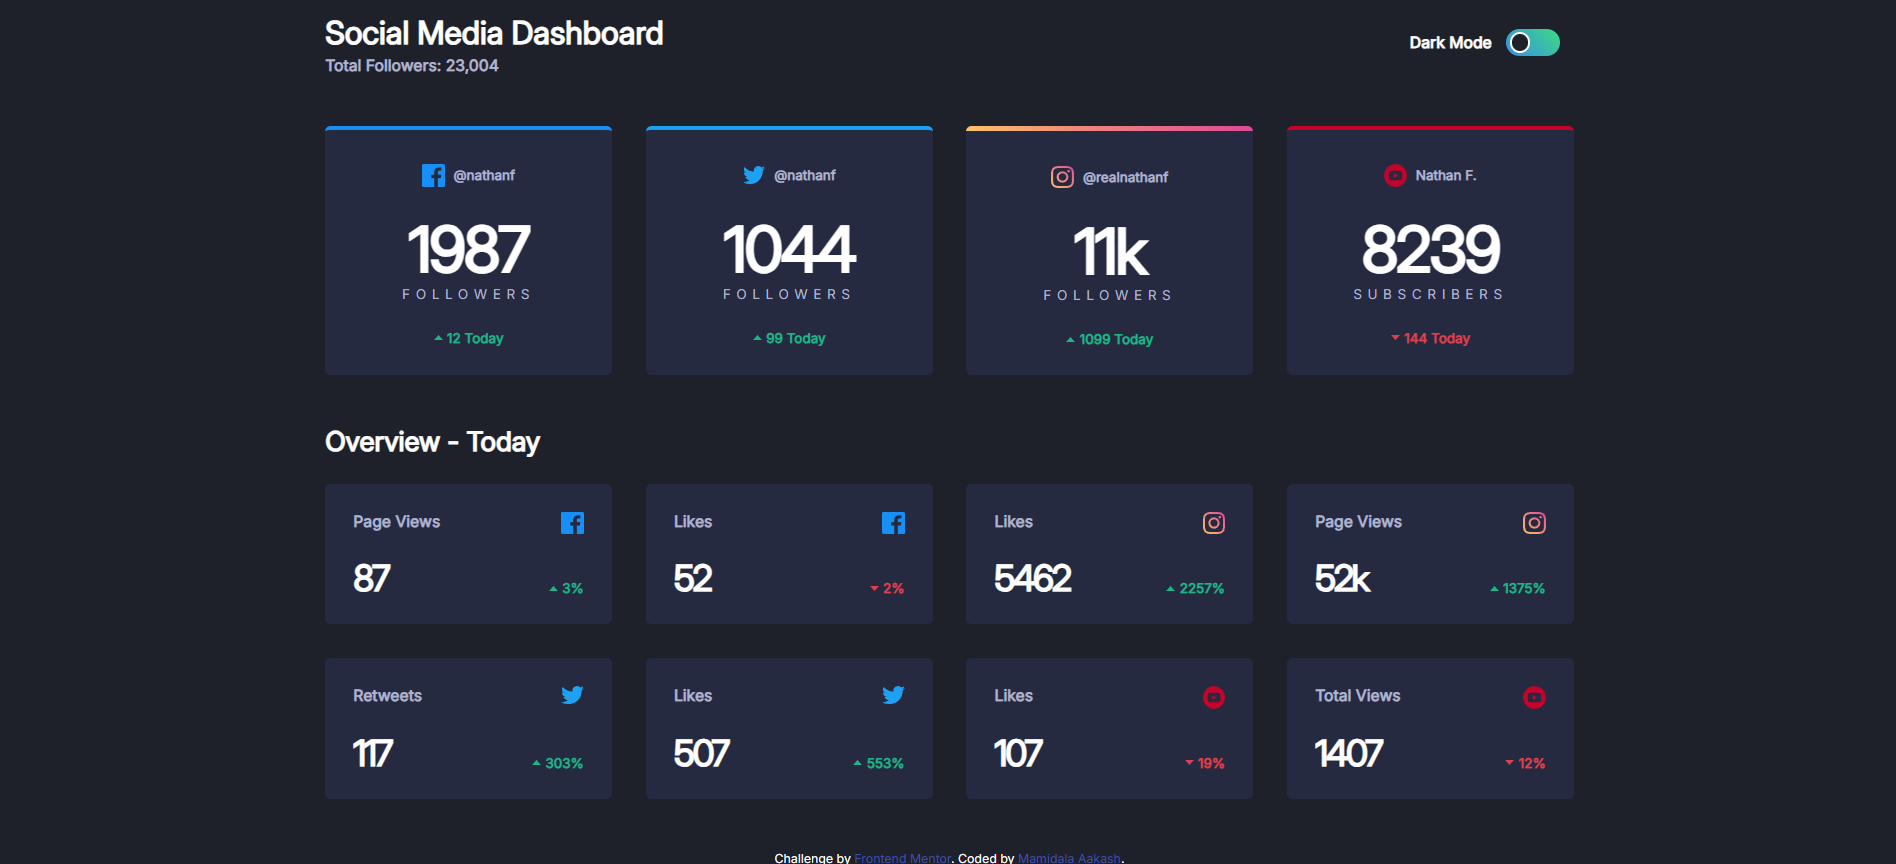 Social Media Dashboard
Total Followers: 23,004
Dark Mode
@nathanf
1987
FOLLOWERS
12 Today
@nathanf
1044
FOLLOWERS
99 Today
@realnathanf
11k
FOLLOWERS
1099 Today
Nathan F.
8239
SUBSCRIBERS
144 Today
Overview - Today
Page Views
87
3%
Likes
52
2%
Likes
5462
2257%
Page Views
52k
1375%
Retweets
117
303%
Likes
507
553%
Likes
107
19%
Total Views
1407
12%
Challenge by Frontend Mentor. Coded by Mamidala Aakash.